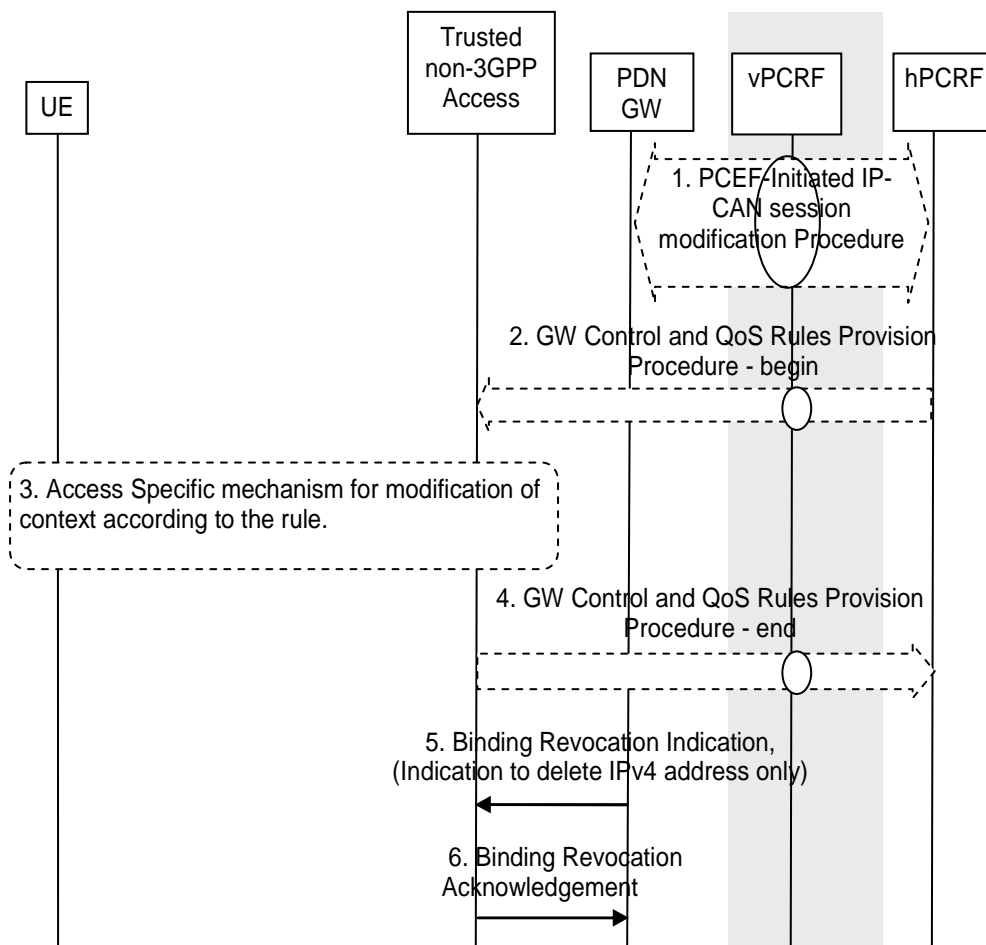 Trusted
non-3GPP
Access
UE
PDN
GW
vPCRF
hPCRF
1. PCEF-Initiated IP-
CAN session
modification Procedure
2. GW Control and QoS Rules Provision
Procedure - begin
3. Access Specific mechanism for modification of
context according to the rule.
4. GW Control and QoS Rules Provision
Procedure - end
5. Binding Revocation Indication,
(Indication to delete IPv4 address only)
6. Binding Revocation
Acknowledgement